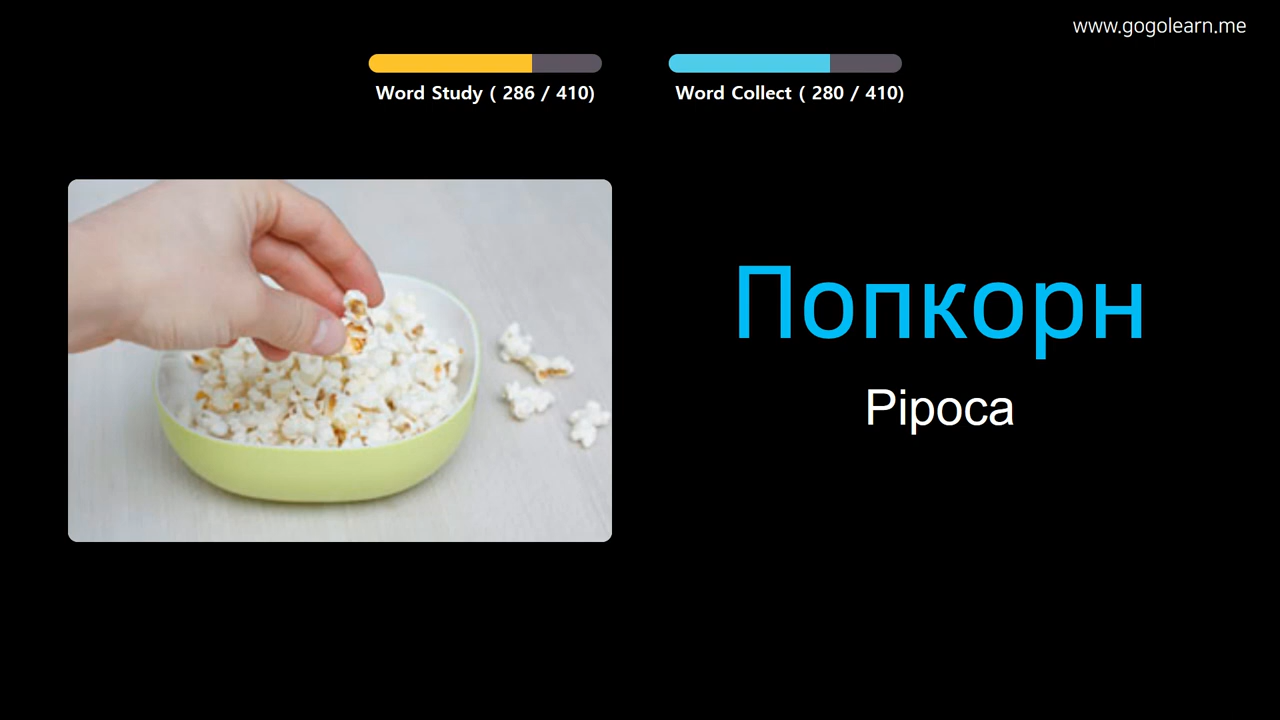 www.gogolearn.me
Word Study ( 286 / 410)
Word Collect ( 280 / 410)
Попкорн
Pipoca